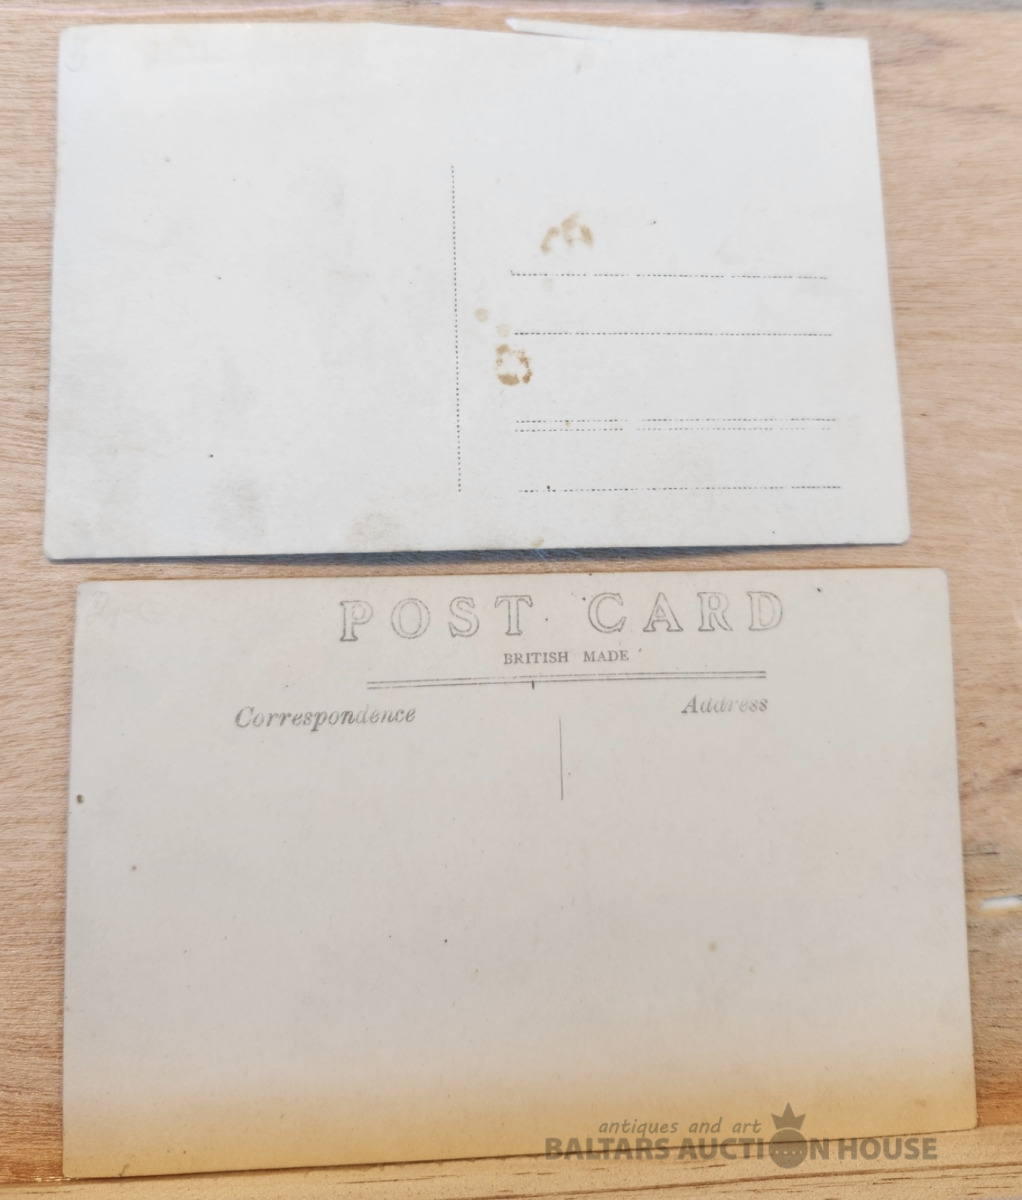 POST CARD
BRITISH MADE
Correspondence
Address
antiques and art
BALTARS AUCTION HOUSE